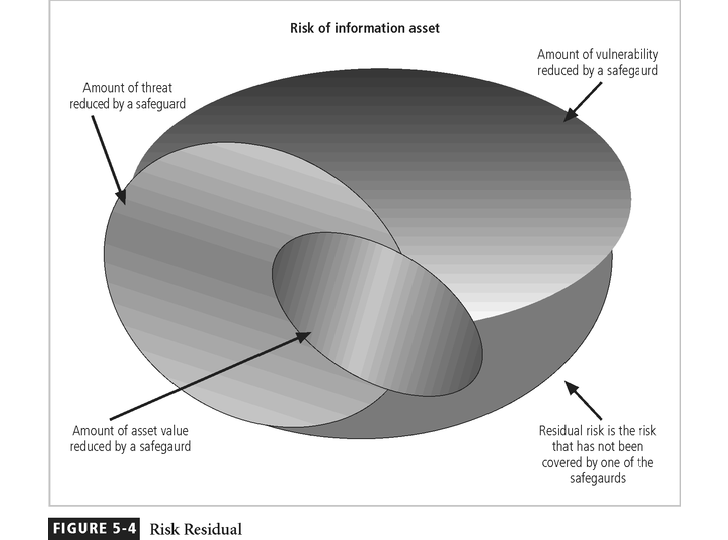 Risk of information asset
Amount of vulnerability
reduced by a safegaurd
Amount of threat
reduced by a safeguard
Amount of asset value
reduced by a safegaurd
Residual risk is the risk
that has not been
covered by one of the
safegaurds
FIGURE 5-4 Risk Residual